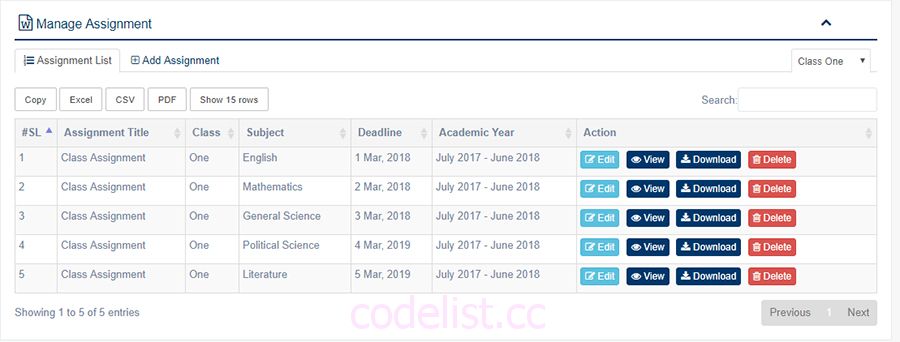 Manage Assignment
Assignment List Add Assignment Class One
Copy Excel CSV PDF Show 15 rows Search:
#SL Assignment Title Class Subject Deadline Academic Year Action
1 Class Assignment One English 1 Mar, 2018 July 2017 - June 2018 Edit View Download Delete
2 Class Assignment One Mathematics 2 Mar, 2018 July 2017 - June 2018 Edit View Download Delete
3 Class Assignment One General Science 3 Mar, 2018 July 2017 - June 2018 Edit View Download Delete
4 Class Assignment One Political Science 4 Mar, 2019 July 2017 - June 2018 Edit View Download Delete
5 Class Assignment One Literature 5 Mar, 2019 July 2017 - June 2018 Edit View Download Delete
Showing 1 to 5 of 5 entries Previous 1 Next
codelist.cc